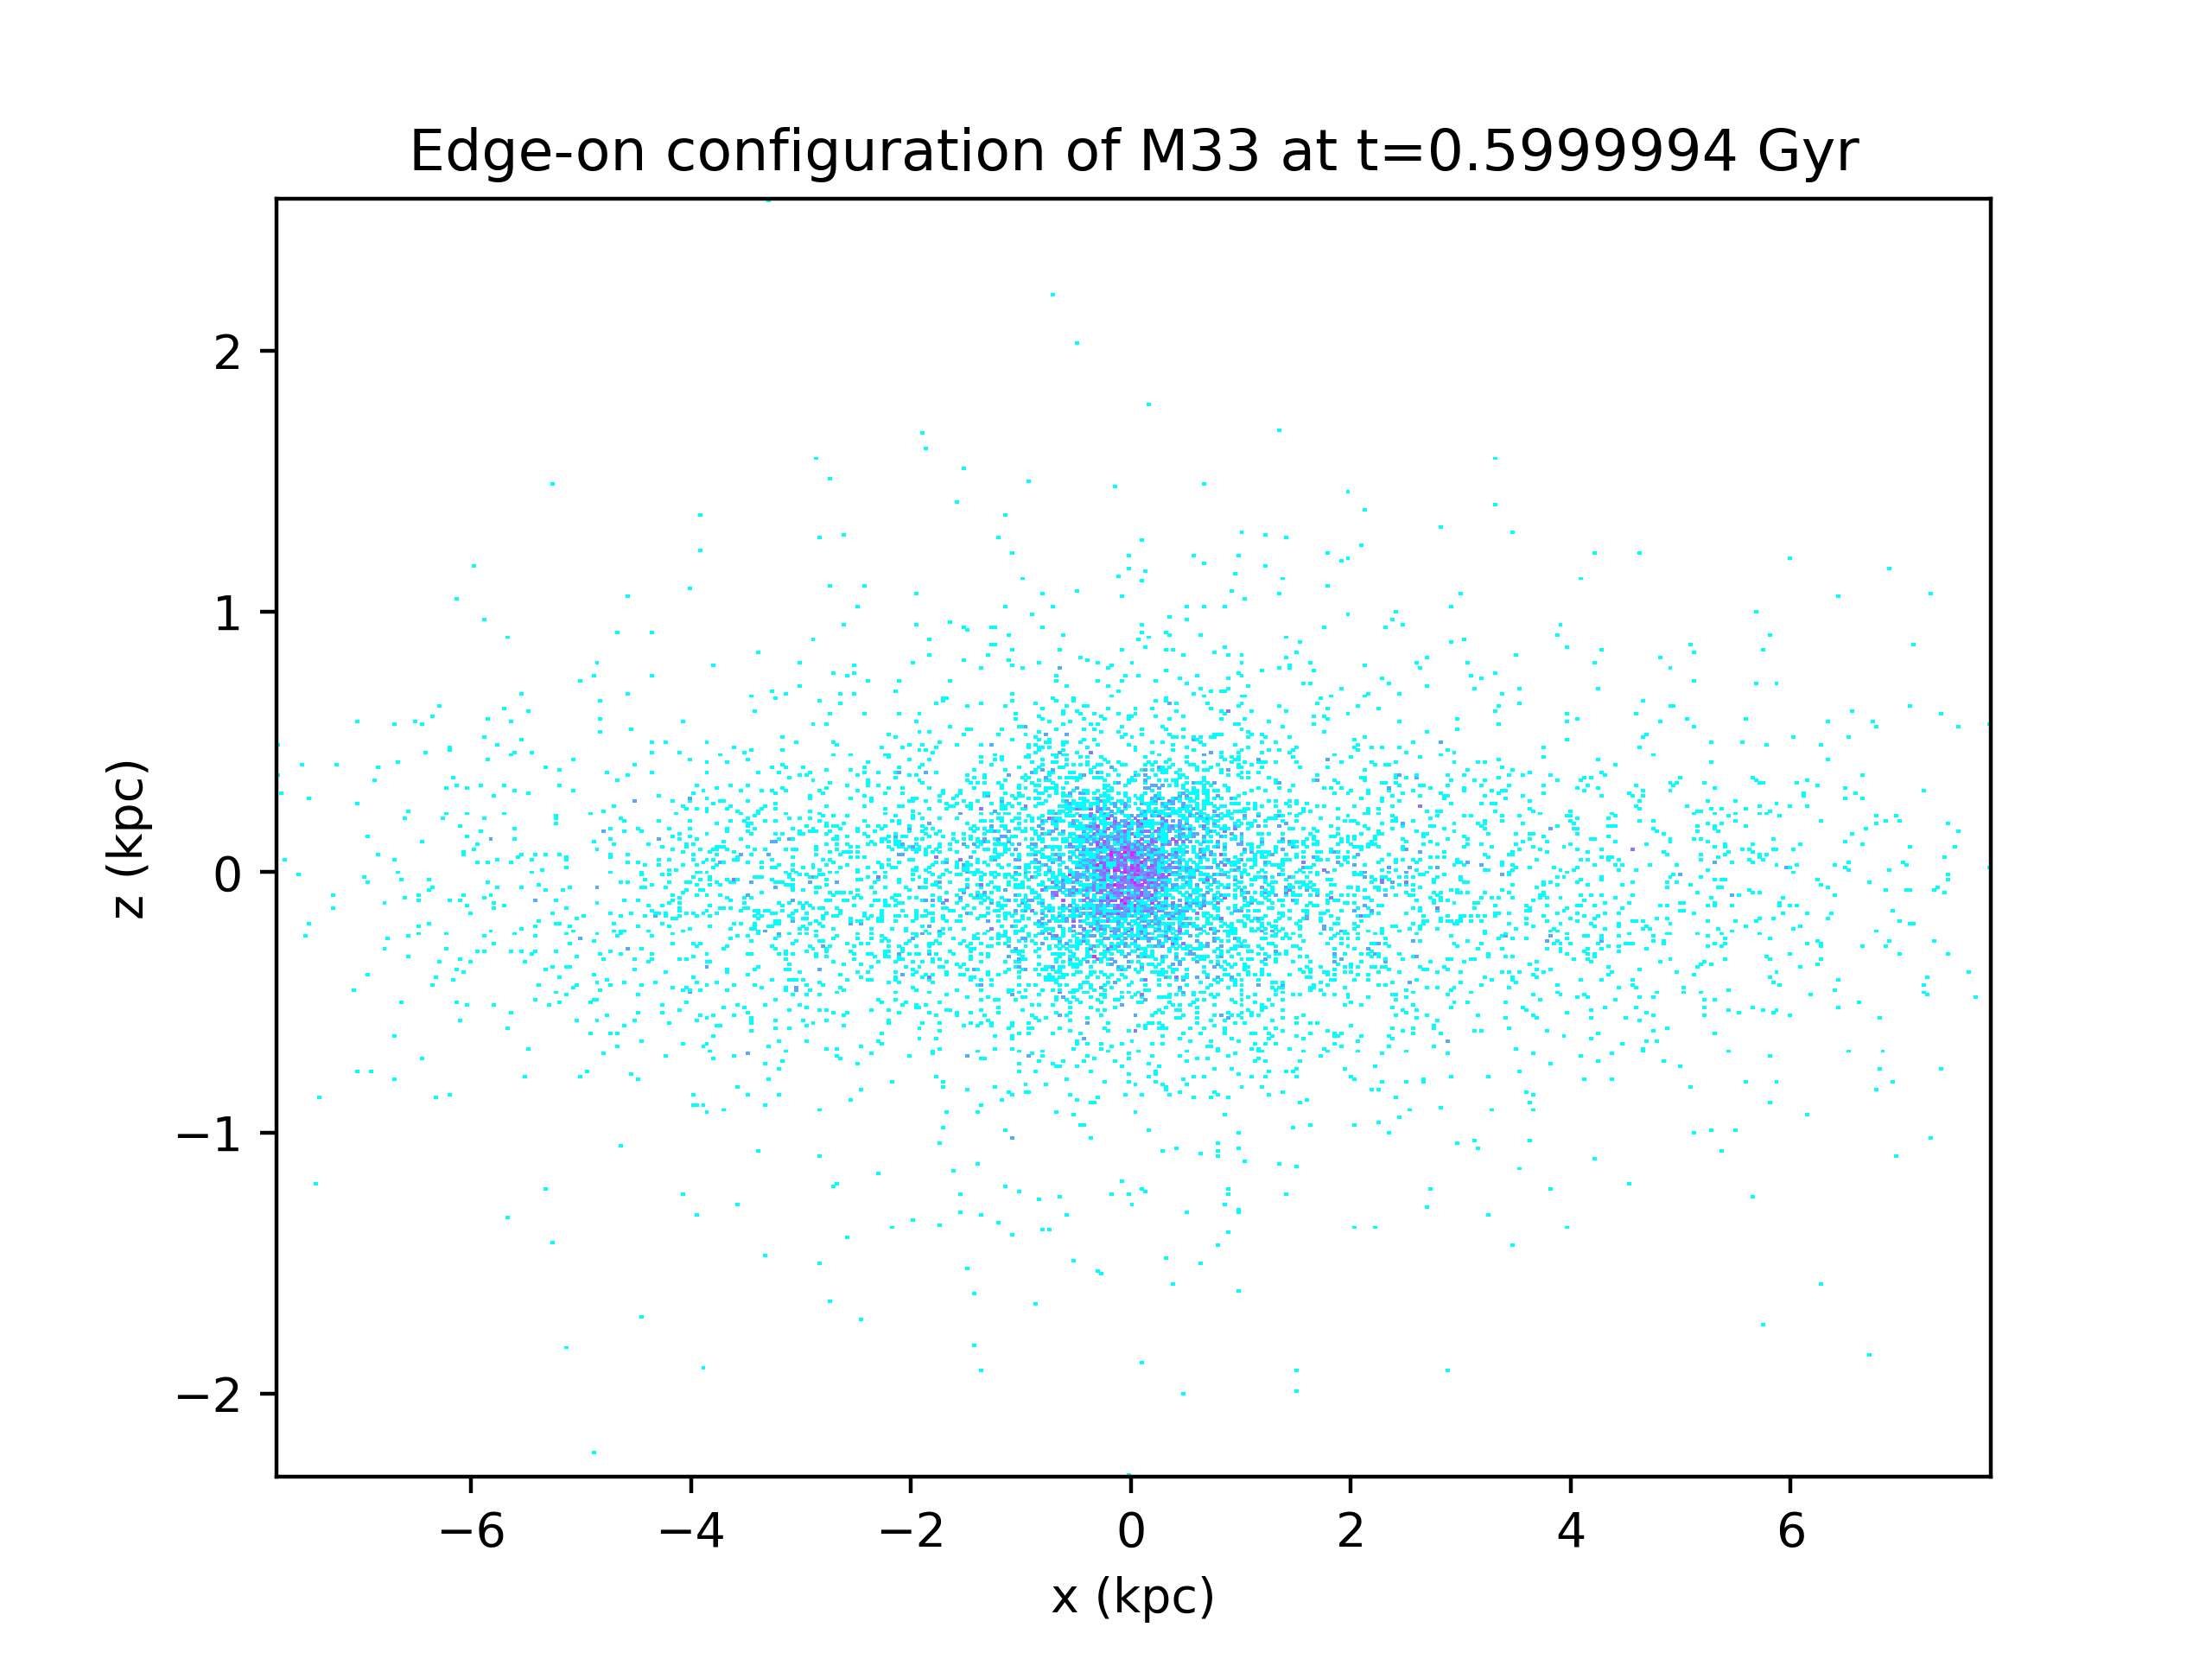 Edge-on configuration of M33 at t=0.5999994 Gyr
2
1
0
−1
−2
z (kpc)
−6 −4 −2 0 2 4 6
x (kpc)